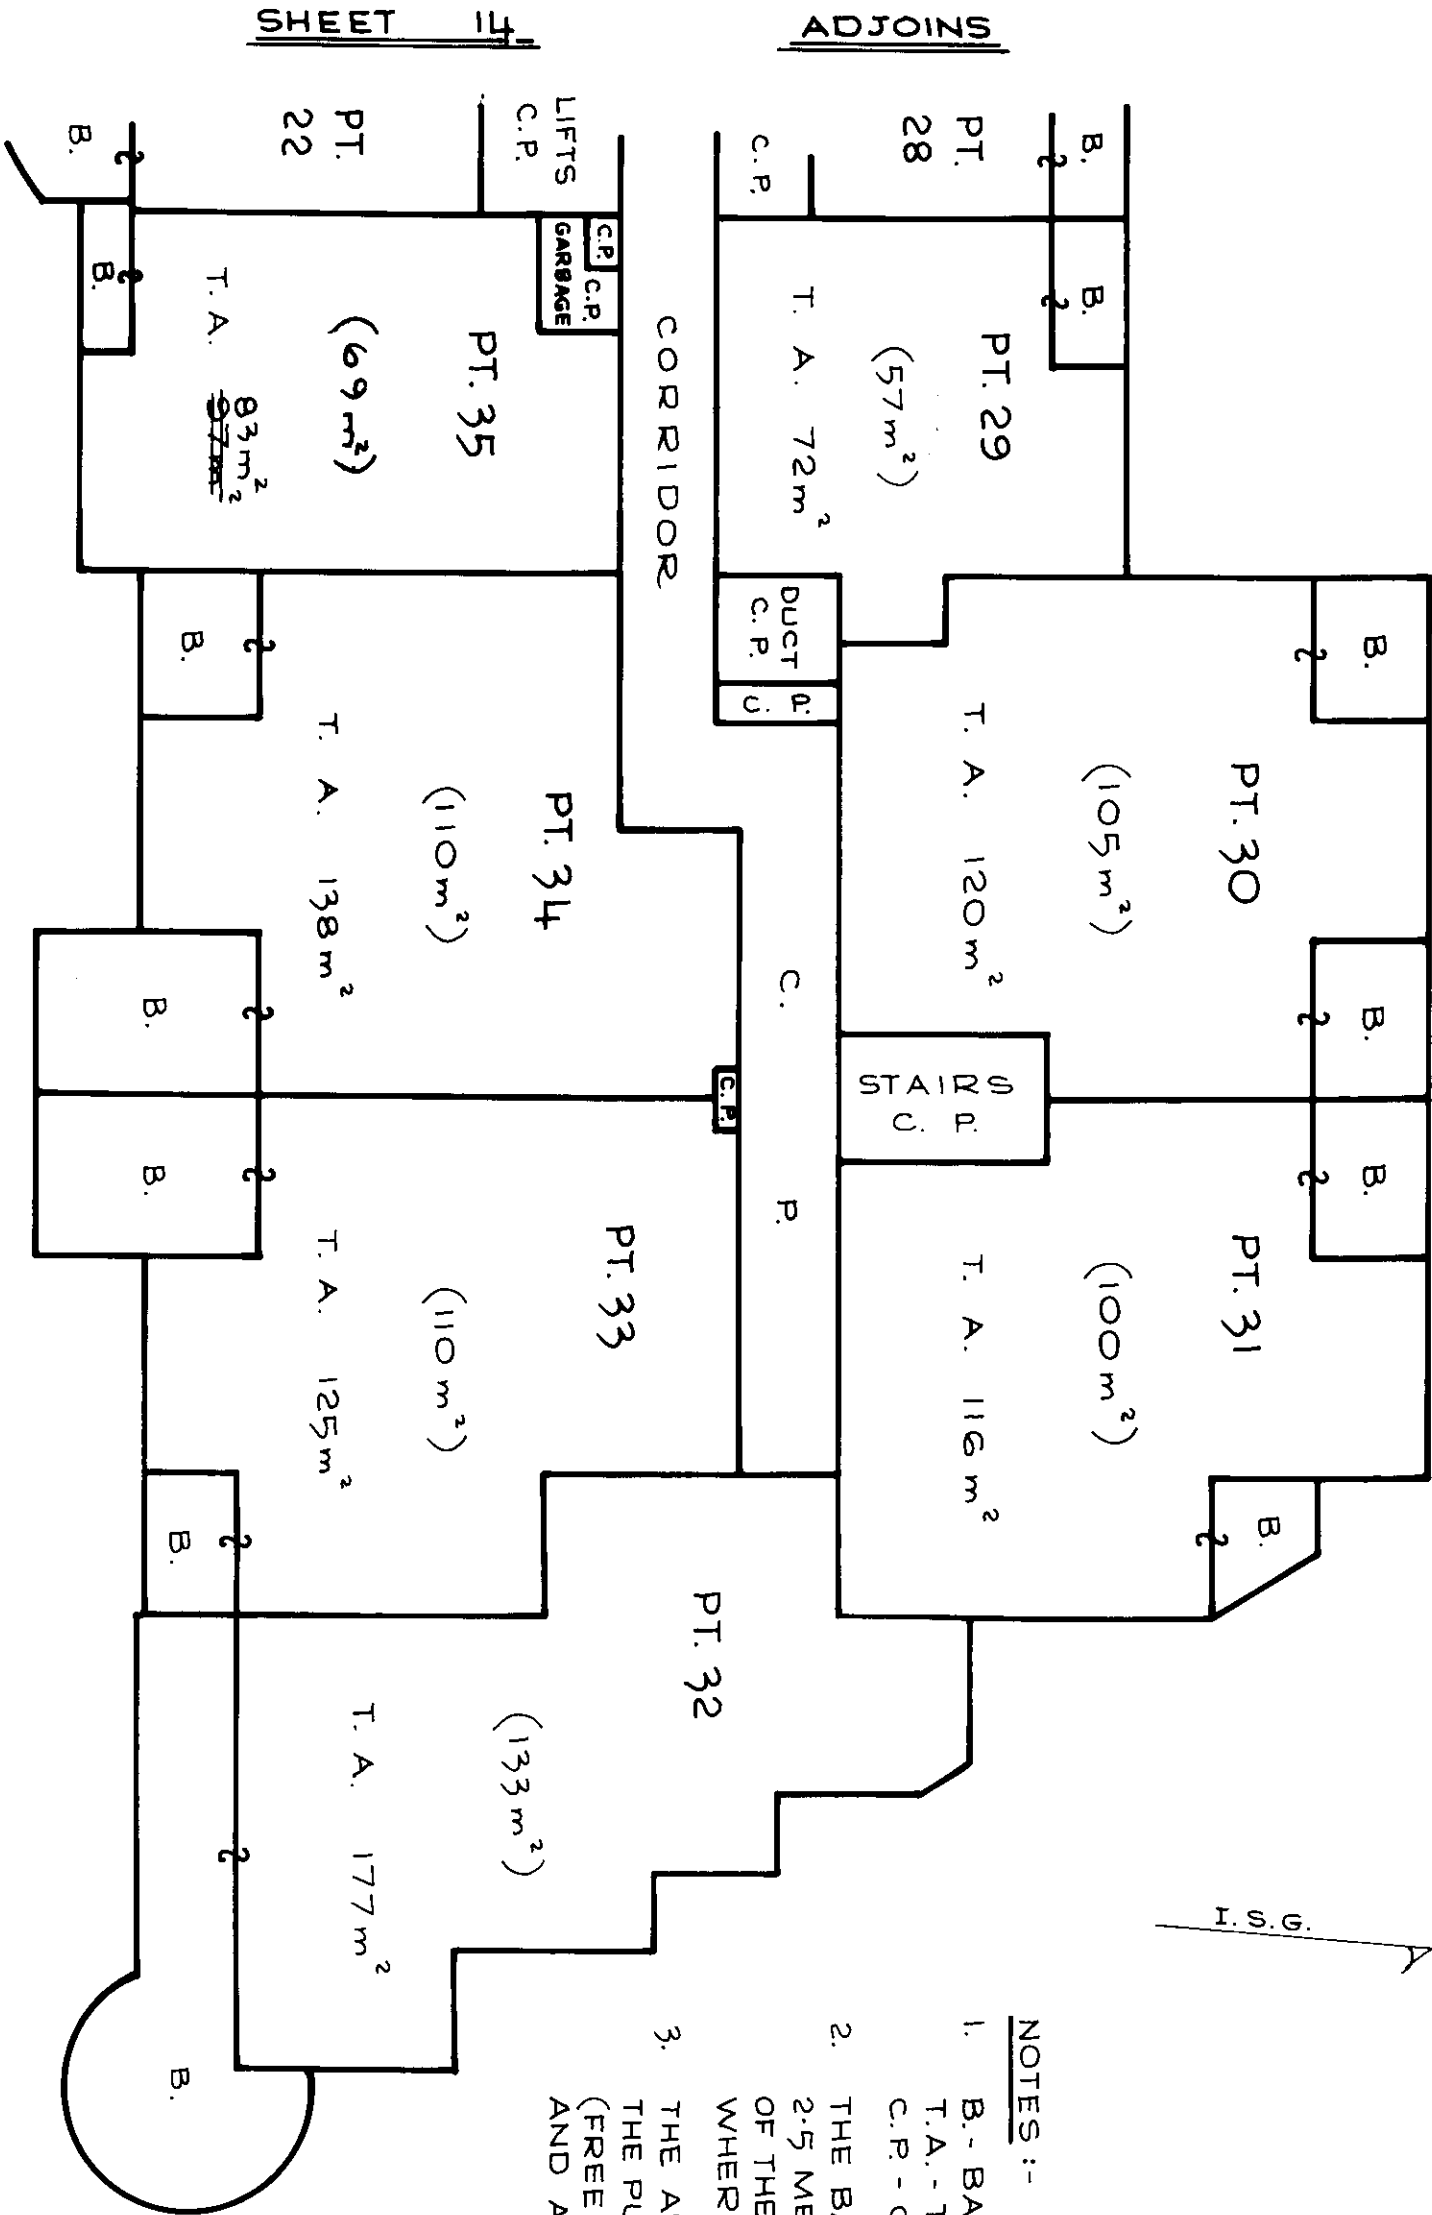 SHEET 14
ADJOINS
B.
PT.
22
LIFTS
C.P.
C.P.
PT.
28
B.
B.
T. A. 83m²
97m²
(69m²)
PT. 35
C.P.
C.P.
GARBAGE
CORRIDOR
B.
PT. 29
(57m²)
T. A. 72m²
DUCT
C. P.
C. P.
B.
PT. 30
(105m²)
T. A. 120m²
B.
B.
PT. 34
(110m²)
T. A. 138m²
B.
C. P.
C. P.
STAIRS
C. P.
B.
PT. 31
(100m²)
T. A. 116m²
B.
B.
PT. 33
(110m²)
T. A. 125m²
B.
PT. 32
(133m²)
T. A. 177m²
B.
I.S.G.
NOTES :-
1. B. - BA
T.A. - T
C.P. - C
2. THE BA
2·5 ME
OF THE
WHER
3. THE A
THE PU
(FREE
AND A